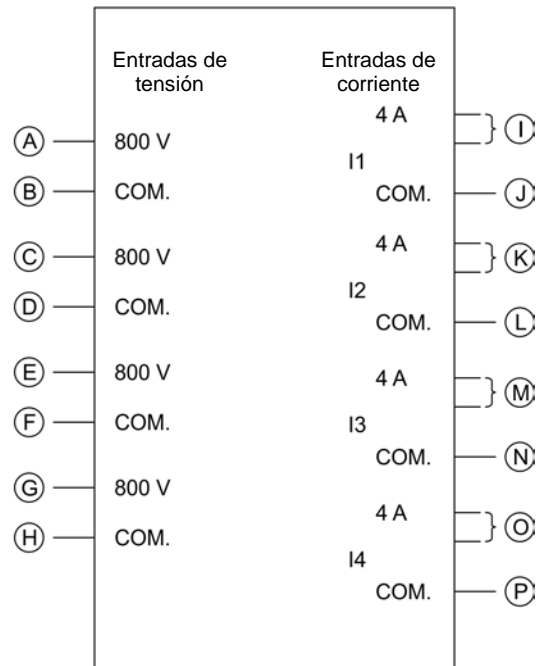 Entradas de
tensión
Entradas de
corriente
A
800 V
B
COM.
C
800 V
D
COM.
E
800 V
F
COM.
G
800 V
H
COM.
4 A
I
I1
COM.
J
4 A
K
I2
COM.
L
4 A
M
I3
COM.
N
4 A
O
I4
COM.
P